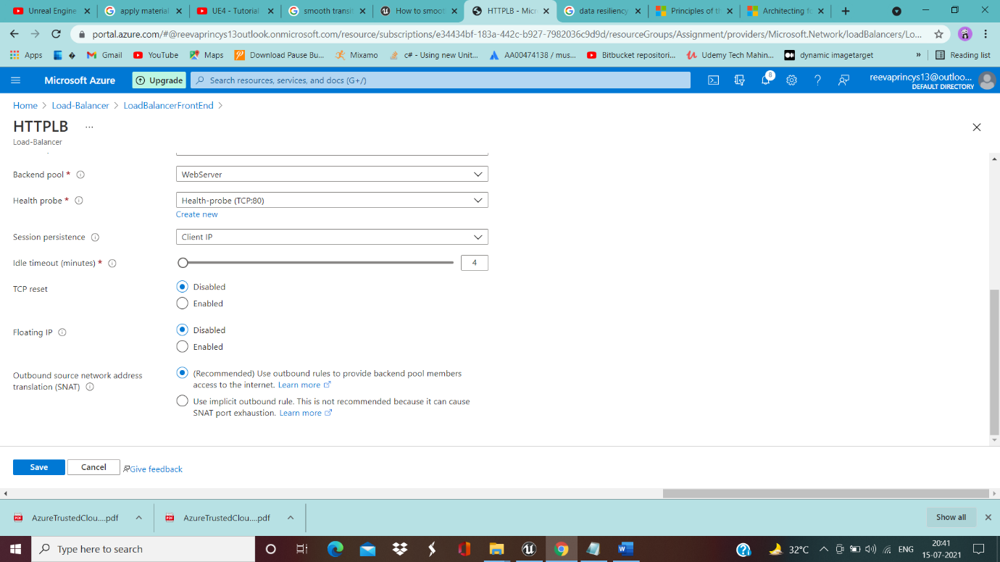 Unreal Engine
apply material
UE4 - Tutorial
smooth transit
How to smoot
HTTPLB - Micr
data resiliency
Principles of th
Architecting fo
portal.azure.com/#@reevaprincys13outlook.onmicrosoft.com/resource/subscriptions/e34434bf-183a-442c-b927-7982036c9d9d/resourceGroups/Assignment/providers/Microsoft.Network/loadBalancers/Lo...
Apps
Gmail
YouTube
Maps
Download Pause Bu...
Mixamo
c# - Using new Unit...
AA00474138 / mus...
Bitbucket repositori...
Udemy Tech Mahin...
dynamic imagetarget
»
Reading list
Microsoft Azure
Upgrade
Search resources, services, and docs (G+/)
8
reevaprincys13@outloo...
DEFAULT DIRECTORY
Home > Load-Balancer > LoadBalancerFrontEnd >
HTTPLB ...
Load-Balancer
Backend pool *
WebServer
Health probe *
Health-probe (TCP:80)
Create new
Session persistence
Client IP
Idle timeout (minutes) *
4
TCP reset
Disabled
Enabled
Floating IP
Disabled
Enabled
Outbound source network address
translation (SNAT)
(Recommended) Use outbound rules to provide backend pool members
access to the internet. Learn more
Use implicit outbound rule. This is not recommended because it can cause
SNAT port exhaustion. Learn more
Save
Cancel
Give feedback
AzureTrustedClou....pdf
AzureTrustedClou....pdf
Show all
Type here to search
32°C
ENG
20:41
15-07-2021